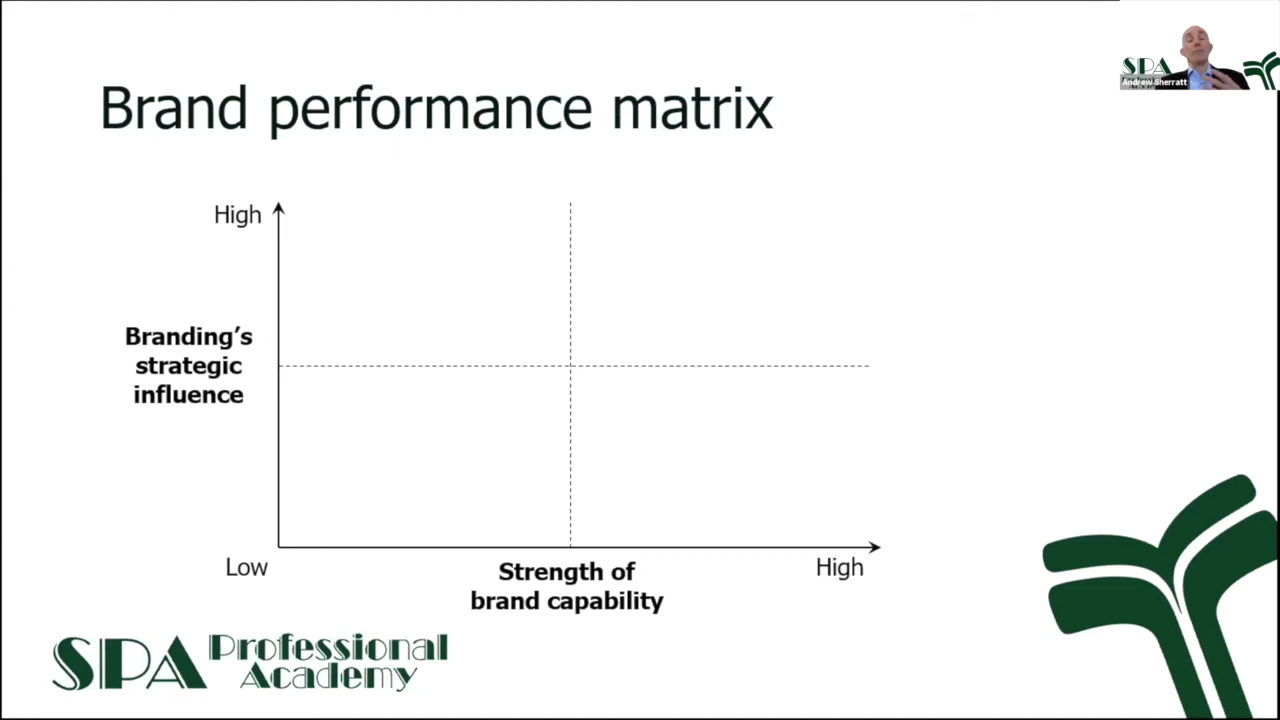 SPA
Andrew Sherratt
Brand performance matrix
High
Branding’s
strategic
influence
Low
Strength of
brand capability
High
SPA Professional
Academy